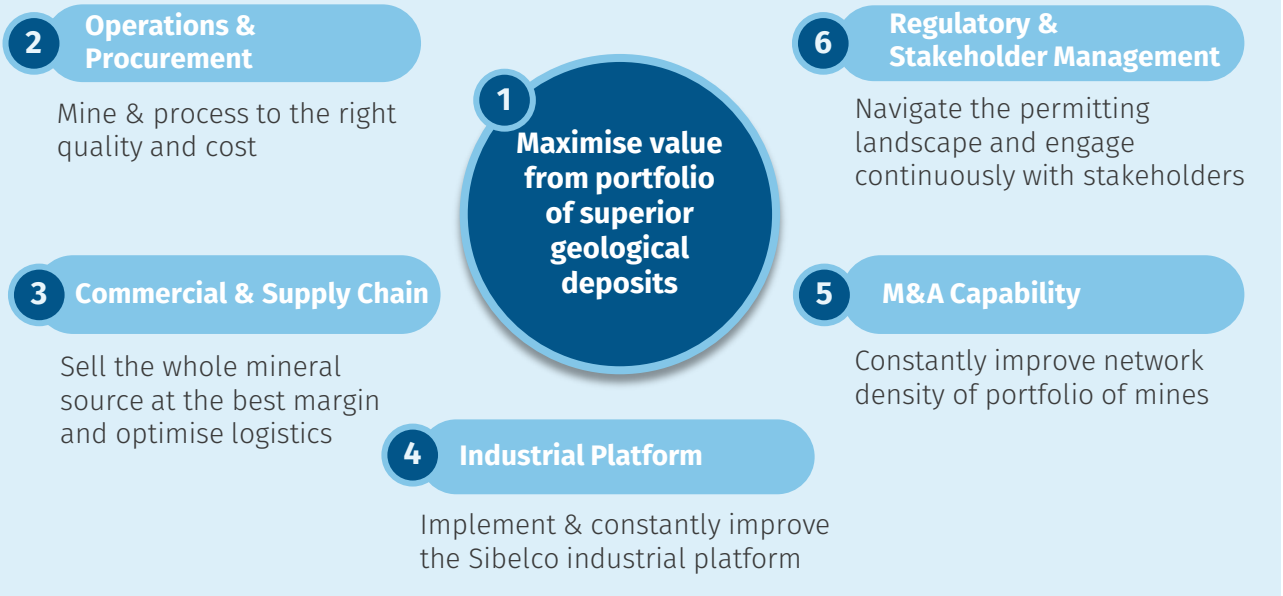 1
Maximise value
from portfolio
of superior
geological
deposits
2
Operations &
Procurement
Mine & process to the right
quality and cost
3
Commercial & Supply Chain
Sell the whole mineral
source at the best margin
and optimise logistics
4
Industrial Platform
Implement & constantly improve
the Sibelco industrial platform
5
M&A Capability
Constantly improve network
density of portfolio of mines
6
Regulatory &
Stakeholder Management
Navigate the permitting
landscape and engage
continuously with stakeholders